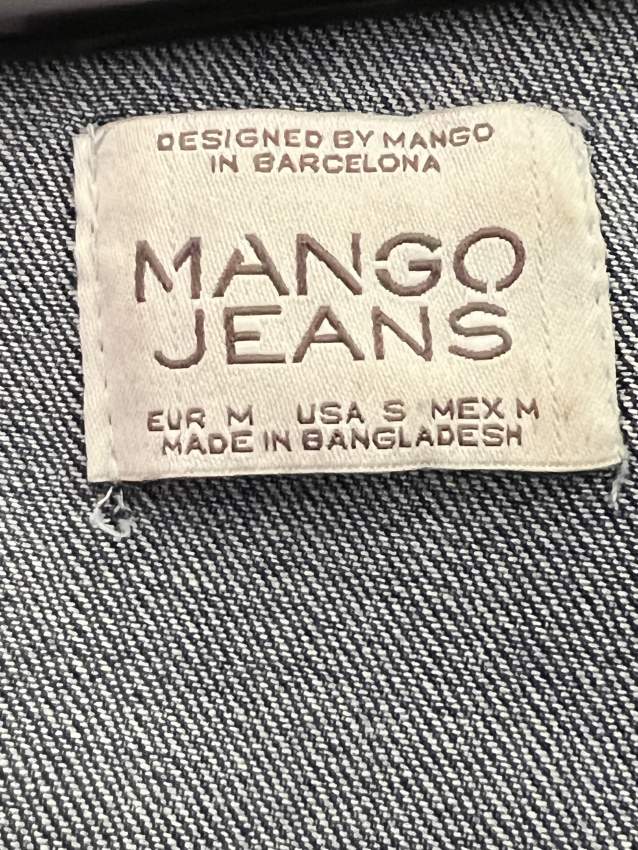 DESIGNED BY MANGO
IN BARCELONA
MANGO
JEANS
EUR M USA S MEX M
MADE IN BANGLADESH